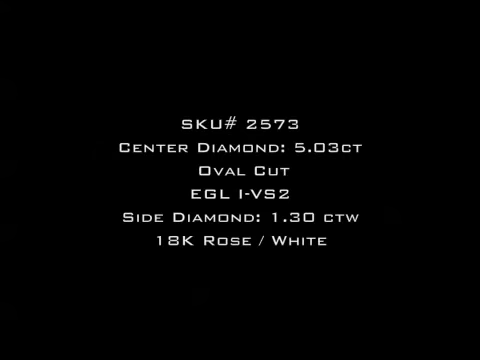 SKU# 2573
Center Diamond: 5.03ct
Oval Cut
EGL I-VS2
Side Diamond: 1.30 ctw
18K Rose / White